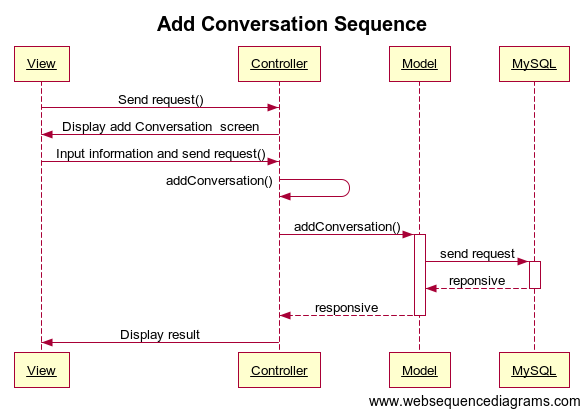 Add Conversation Sequence
View Controller Model MySQL
Send request()
Display add Conversation  screen
Input information and send request()
addConversation()
addConversation()
send request
reponsive
responsive
Display result
View Controller Model MySQL
www.websequencediagrams.com